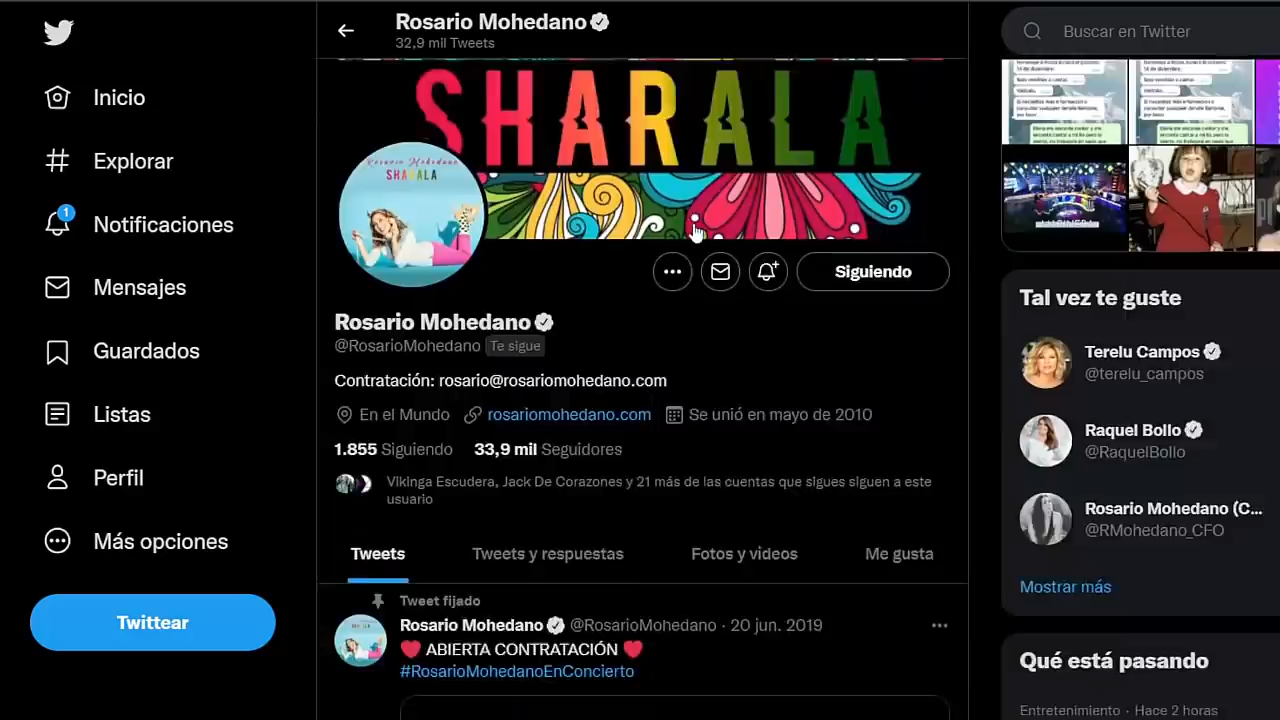 Rosario Mohedano
32,9 mil Tweets
Buscar en Twitter
Inicio
Explorar
1
Notificaciones
Mensajes
Guardados
Listas
Perfil
Más opciones
Twittear
SHARALA
Rosario Mohedano
SHARALA
Siguiendo
Rosario Mohedano
@RosarioMohedano Te sigue
Contratación: rosario@rosariomohedano.com
En el Mundo rosariomohedano.com Se unió en mayo de 2010
1.855 Siguiendo 33,9 mil Seguidores
Vikinga Escudera, Jack De Corazones y 21 más de las cuentas que sigues siguen a este
usuario
Tweets Tweets y respuestas Fotos y videos Me gusta
Tweet fijado
Rosario Mohedano @RosarioMohedano · 20 jun. 2019
❤️ ABIERTA CONTRATACIÓN ❤️
#RosarioMohedanoEnConcierto
Tal vez te guste
Terelu Campos
@terelu_campos
Raquel Bollo
@RaquelBollo
Rosario Mohedano (C...
@RMohedano_CFO
Mostrar más
Qué está pasando
Entretenimiento · Hace 2 horas